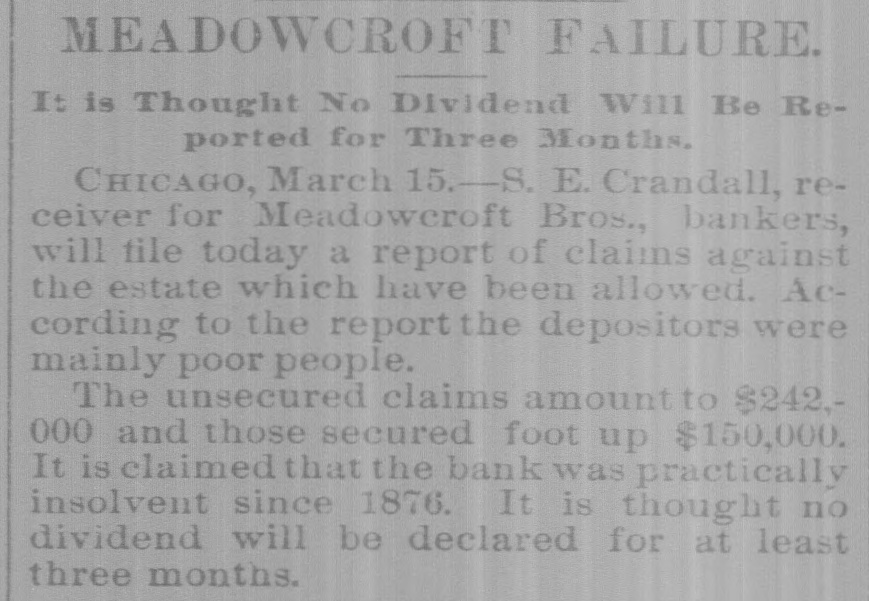 MEADOWCROFT FAILURE.
It is Thought No Dividend Will Be Re-
ported for Three Months.
CHICAGO, March 15.—S. E. Crandall, re-
ceiver for Meadowcroft Bros., bankers,
will file today a report of claims against
the estate which have been allowed. Ac-
cording to the report the depositors were
mainly poor people.
The unsecured claims amount to $242,-
000 and those secured foot up $150,000.
It is claimed that the bank was practically
insolvent since 1876. It is thought no
dividend will be declared for at least
three months.